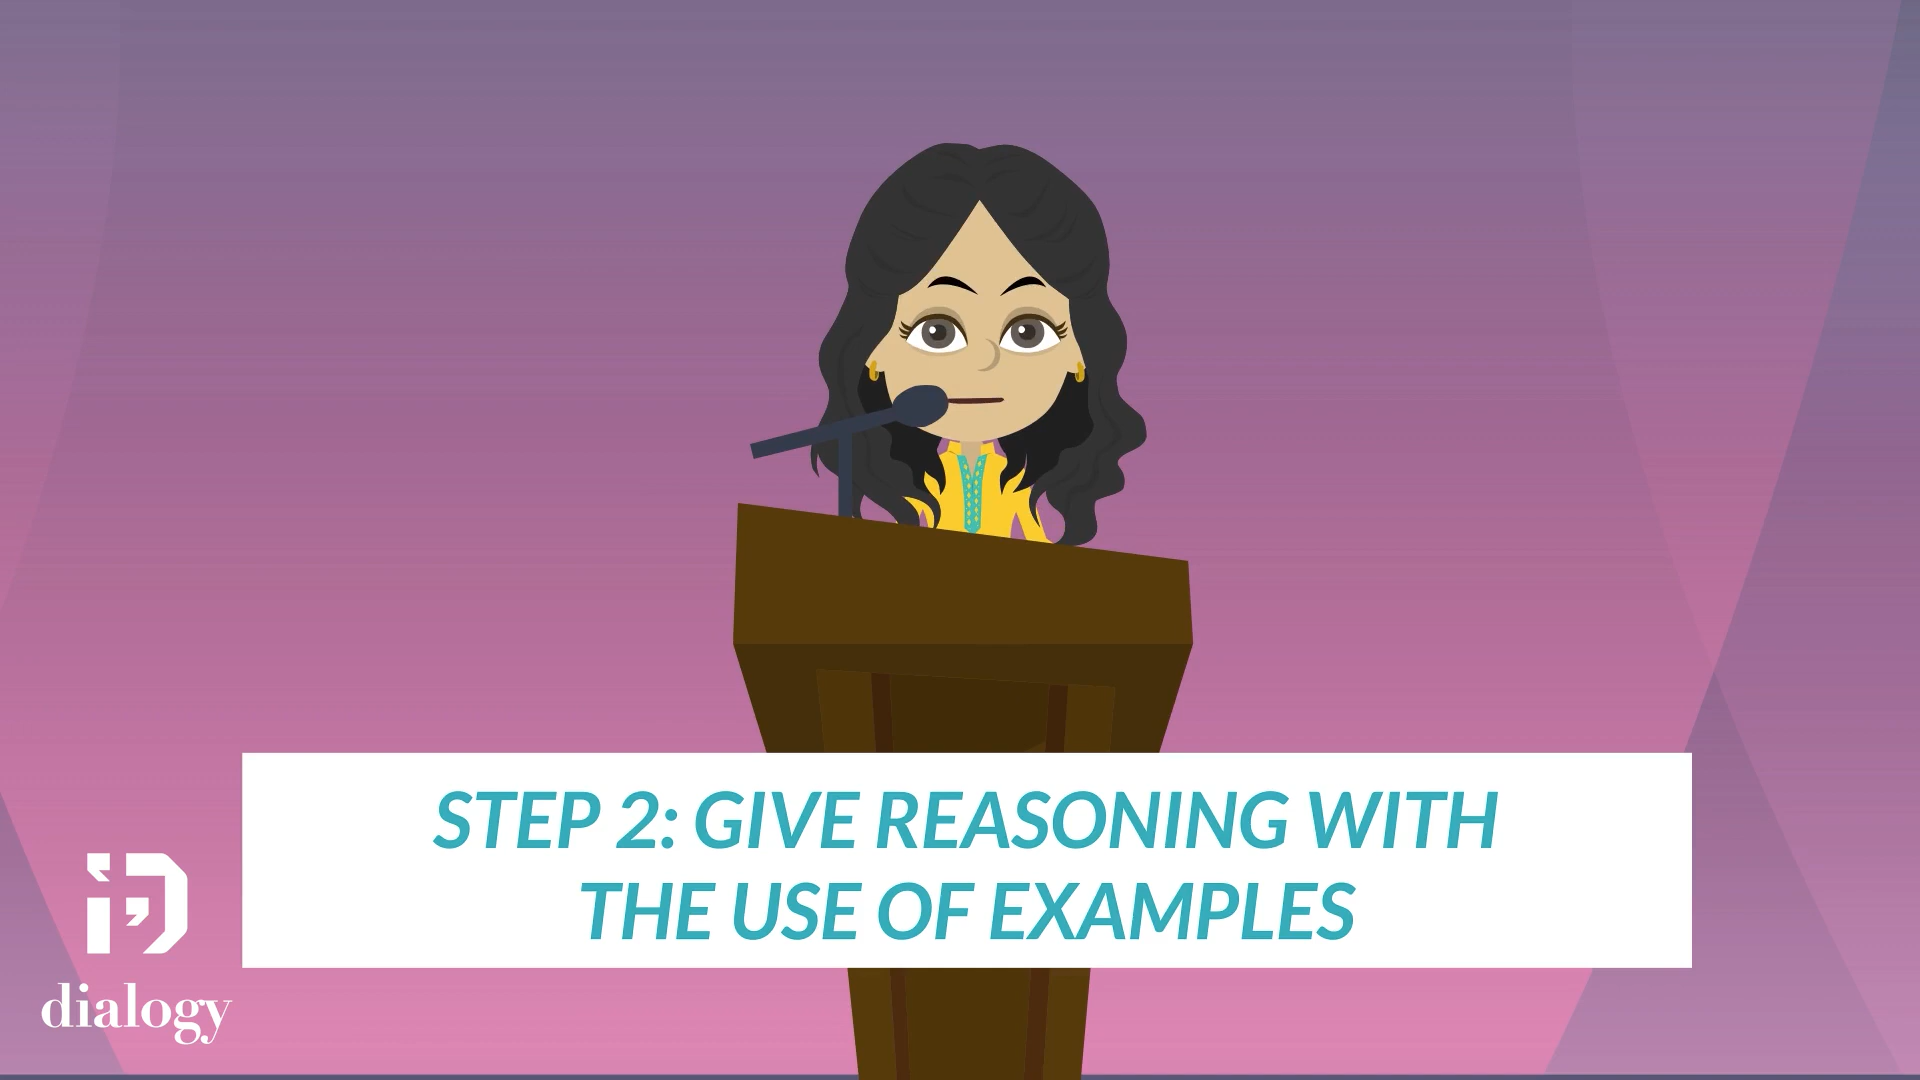 STEP 2: GIVE REASONING WITH
THE USE OF EXAMPLES
dialogy